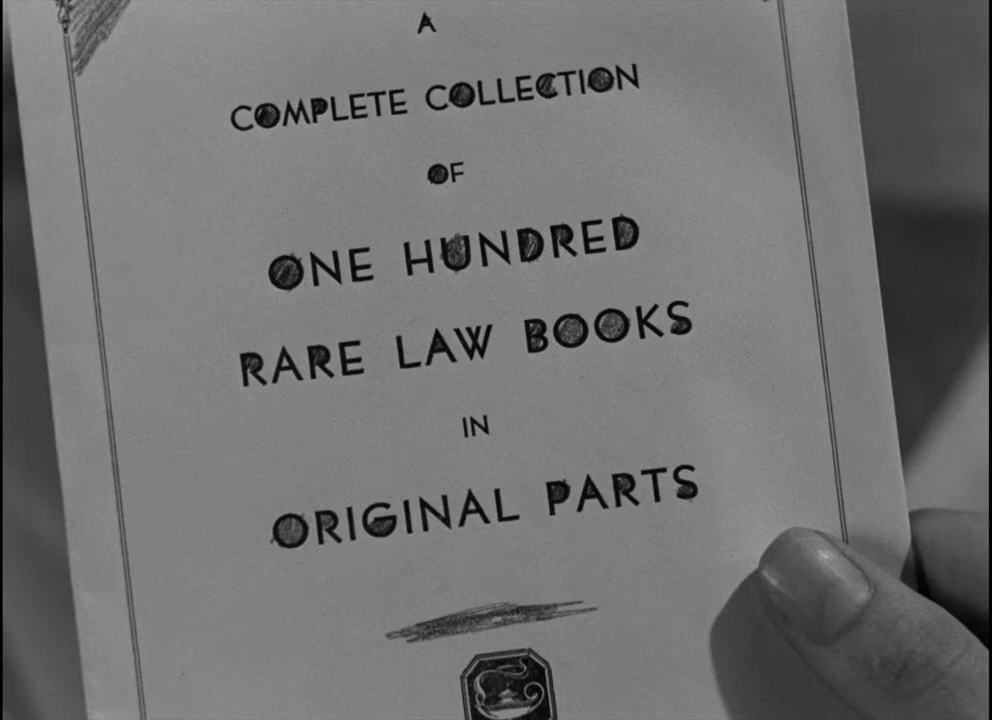 A
COMPLETE COLLECTION
OF
ONE HUNDRED
RARE LAW BOOKS
IN
ORIGINAL PARTS